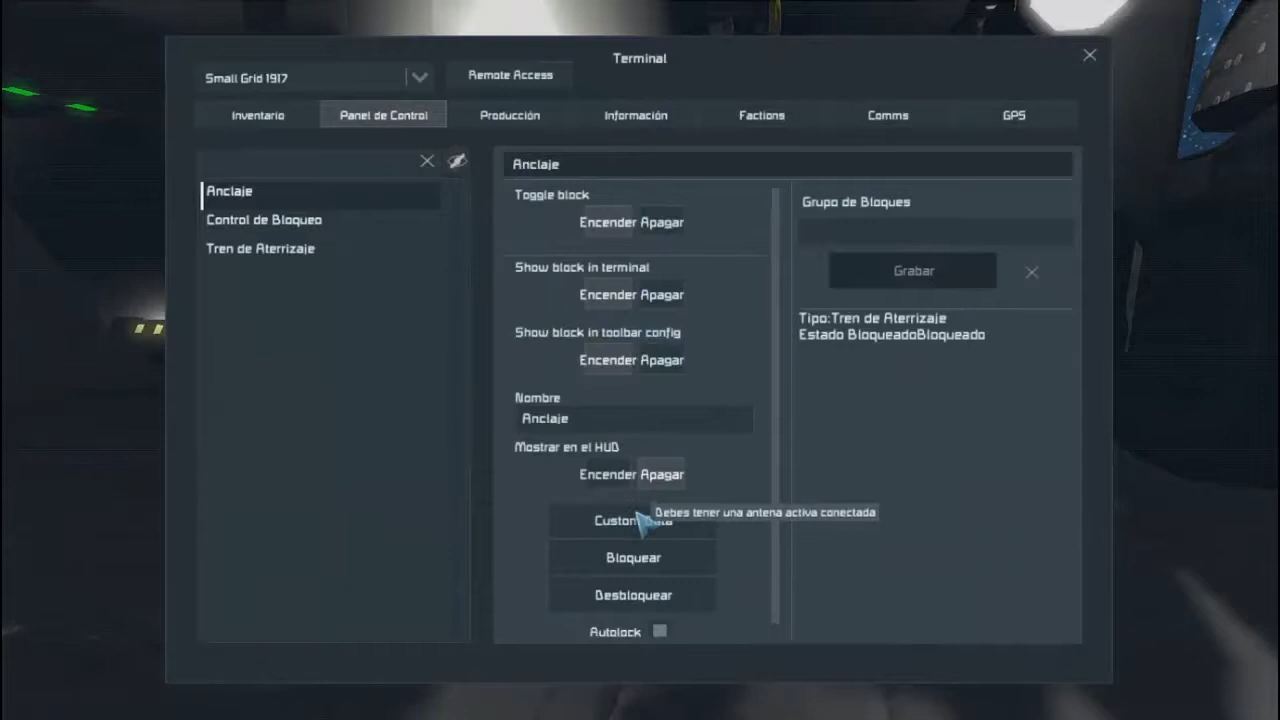 Terminal
Small Grid 1917
Remote Access
Inventario
Panel de Control
Producción
Información
Factions
Comms
GPS
Anclaje
Control de Bloqueo
Tren de Aterrizaje
Anclaje
Toggle block
Encender Apagar
Show block in terminal
Encender Apagar
Show block in toolbar config
Encender Apagar
Nombre
Anclaje
Mostrar en el HUD
Encender Apagar
Debes tener una antena activa conectada
Bloquear
Desbloquear
Autolock
Grupo de Bloques
Grabar
Tipo:Tren de Aterrizaje
Estado BloqueadoBloqueado